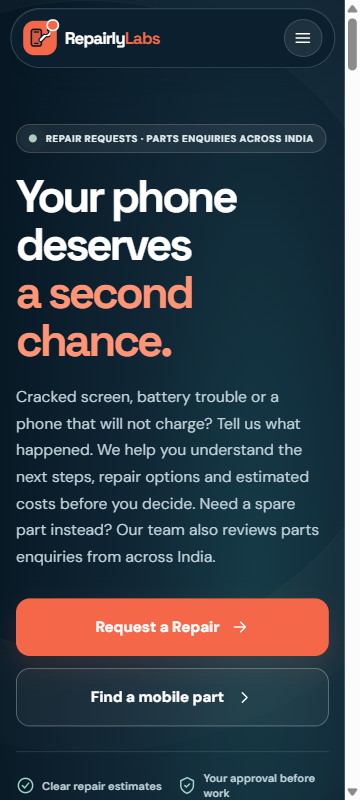 RepairlyLabs
REPAIR REQUESTS · PARTS ENQUIRIES ACROSS INDIA
Your phone
deserves
a second
chance.
Cracked screen, battery trouble or a
phone that will not charge? Tell us what
happened. We help you understand the
next steps, repair options and estimated
costs before you decide. Need a spare
part instead? Our team also reviews parts
enquiries from across India.
Request a Repair
Find a mobile part
Clear repair estimates
Your approval before
work